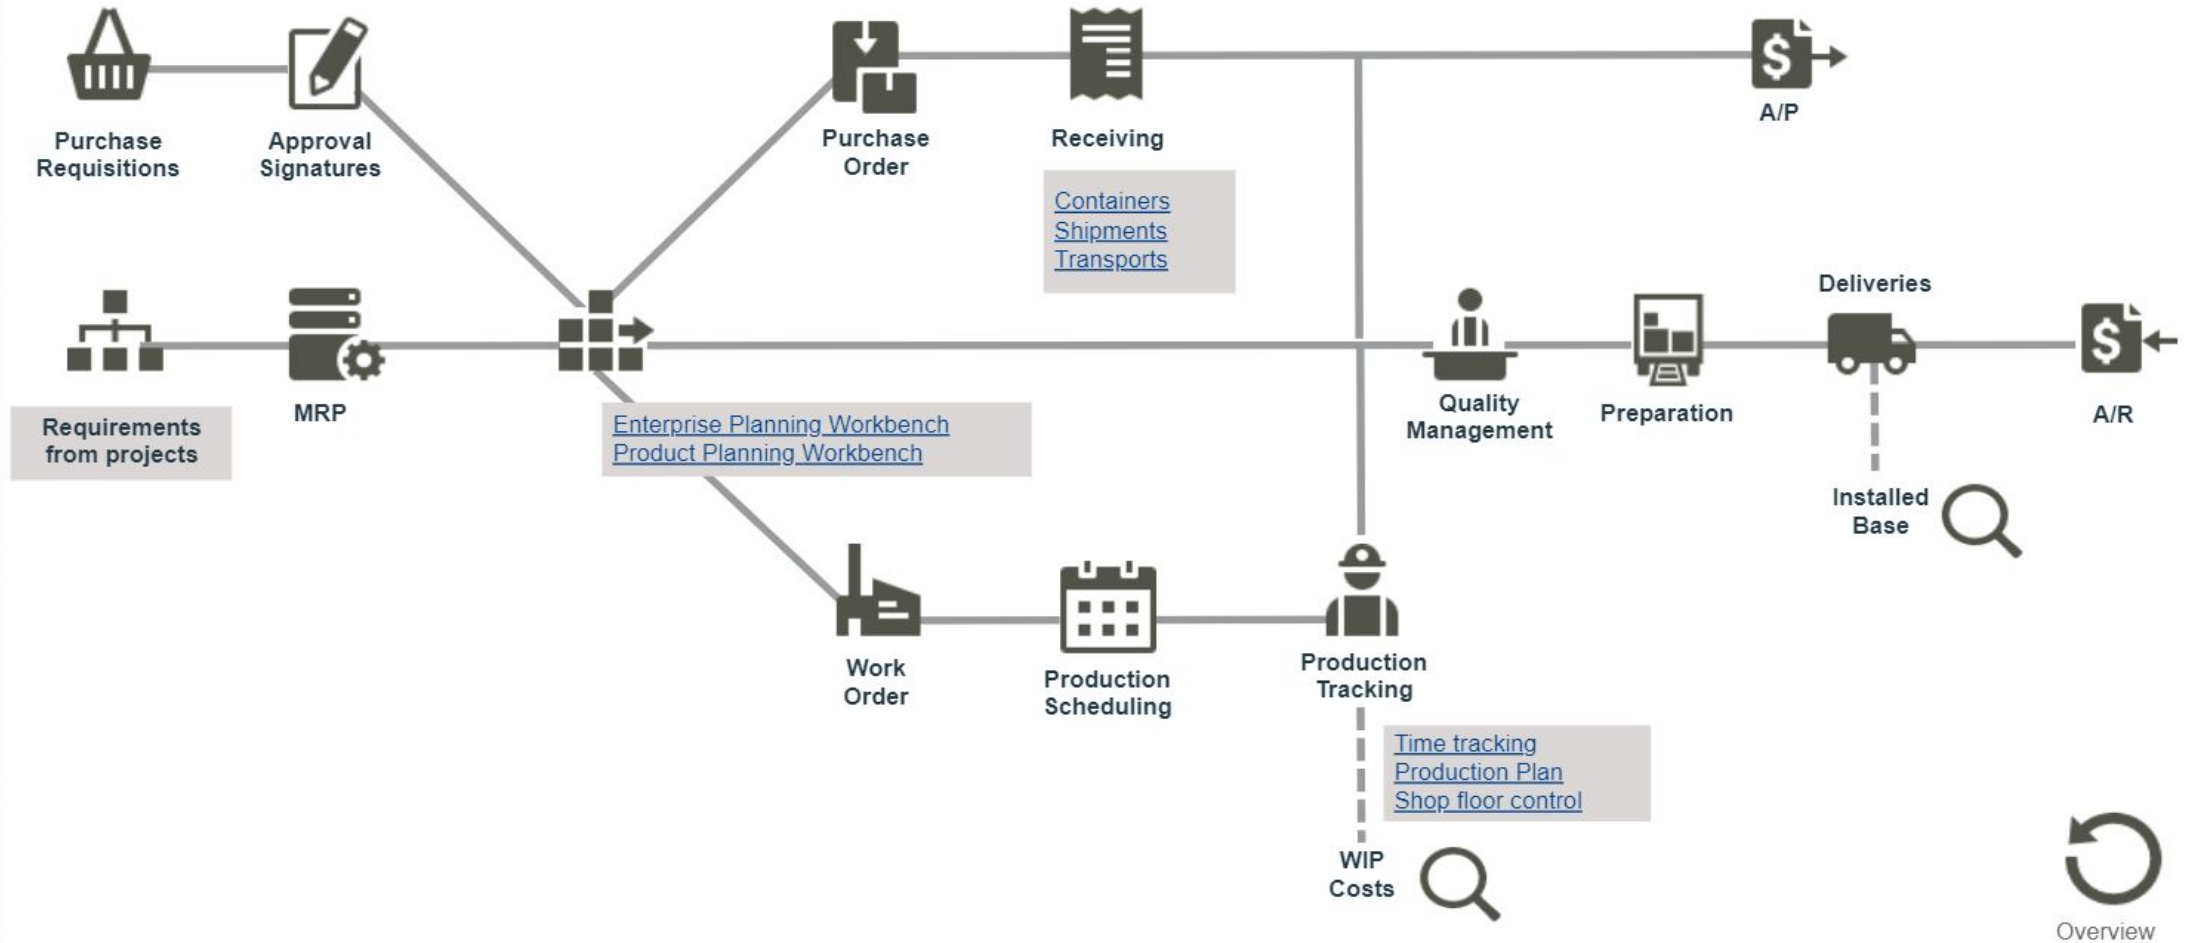 Purchase
Requisitions
Approval
Signatures
Purchase
Order
Receiving
A/P
Containers
Shipments
Transports
Requirements
from projects
MRP
Enterprise Planning Workbench
Product Planning Workbench
Quality
Management
Preparation
Deliveries
A/R
Installed
Base
Work
Order
Production
Scheduling
Production
Tracking
Time tracking
Production Plan
Shop floor control
WIP
Costs
Overview